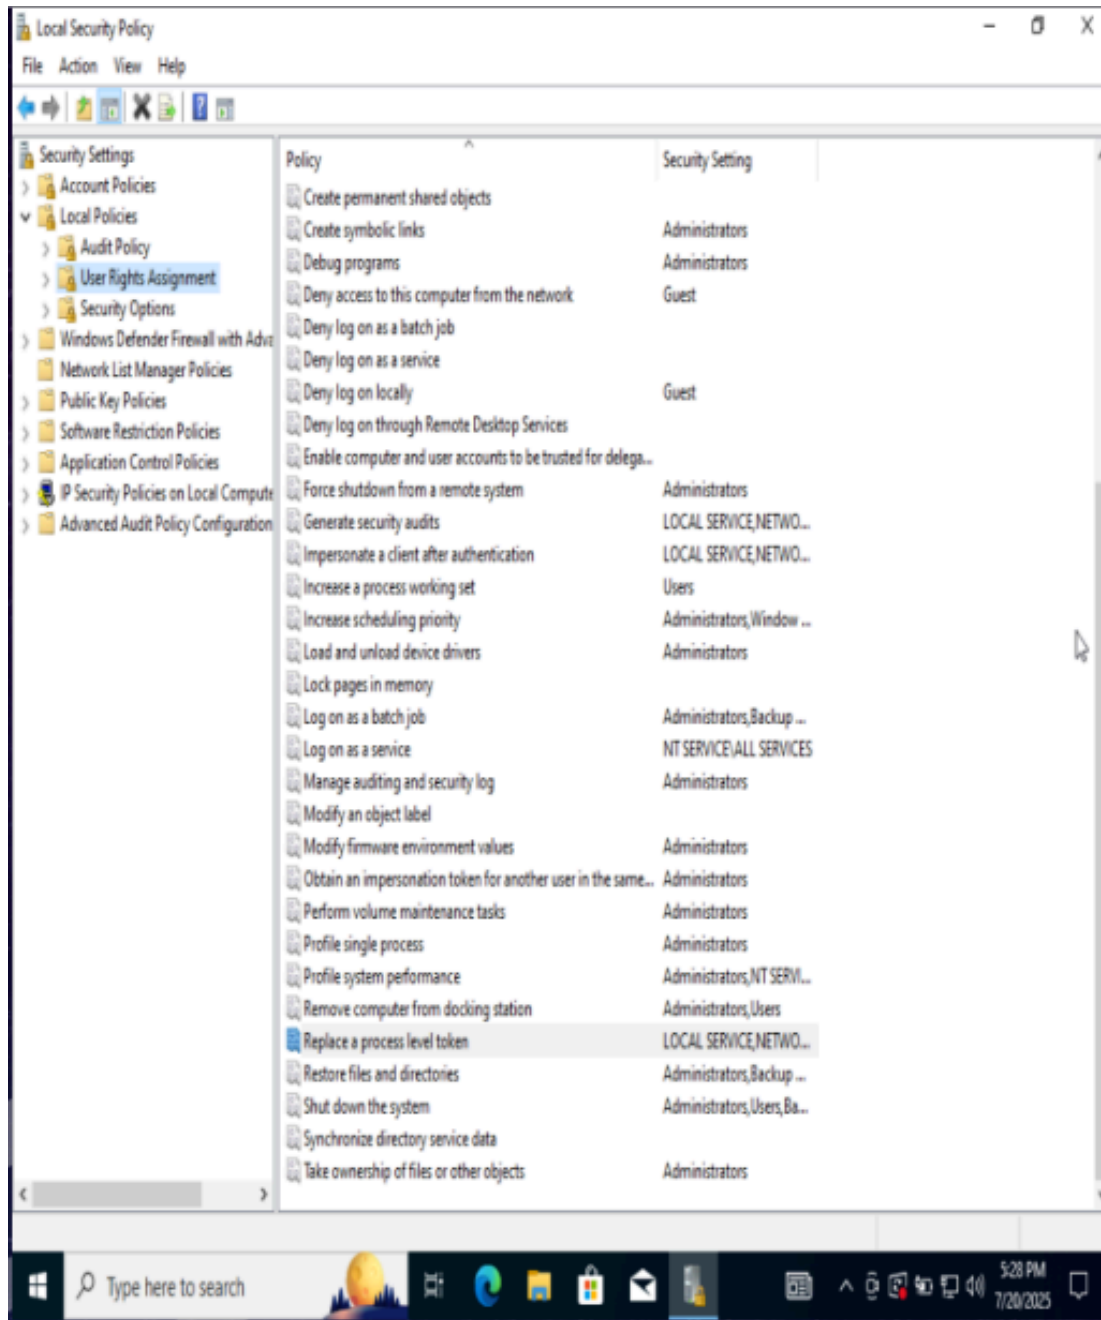 Local Security Policy
File Action View Help
Security Settings
Account Policies
Local Policies
Audit Policy
User Rights Assignment
Security Options
Windows Defender Firewall with Adva
Network List Manager Policies
Public Key Policies
Software Restriction Policies
Application Control Policies
IP Security Policies on Local Compute
Advanced Audit Policy Configuration
Policy Security Setting
Create permanent shared objects
Create symbolic links Administrators
Debug programs Administrators
Deny access to this computer from the network Guest
Deny log on as a batch job
Deny log on as a service
Deny log on locally Guest
Deny log on through Remote Desktop Services
Enable computer and user accounts to be trusted for delega...
Force shutdown from a remote system Administrators
Generate security audits LOCAL SERVICE,NETWO...
Impersonate a client after authentication LOCAL SERVICE,NETWO...
Increase a process working set Users
Increase scheduling priority Administrators,Window ...
Load and unload device drivers Administrators
Lock pages in memory
Log on as a batch job Administrators,Backup ...
Log on as a service NT SERVICE\ALL SERVICES
Manage auditing and security log Administrators
Modify an object label
Modify firmware environment values Administrators
Obtain an impersonation token for another user in the same... Administrators
Perform volume maintenance tasks Administrators
Profile single process Administrators
Profile system performance Administrators,NT SERVI...
Remove computer from docking station Administrators,Users
Replace a process level token LOCAL SERVICE,NETWO...
Restore files and directories Administrators,Backup ...
Shut down the system Administrators,Users,Ba...
Synchronize directory service data
Take ownership of files or other objects Administrators
Type here to search
5:28 PM
7/20/2025